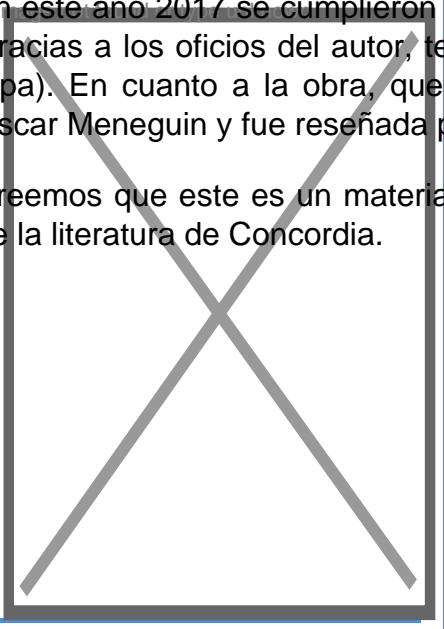 n este año 2017 se cumplieron
racias a los oficios del autor, te
pa). En cuanto a la obra, que
scar Meneguin y fue reseñada p
reemos que este es un materia
e la literatura de Concordia.